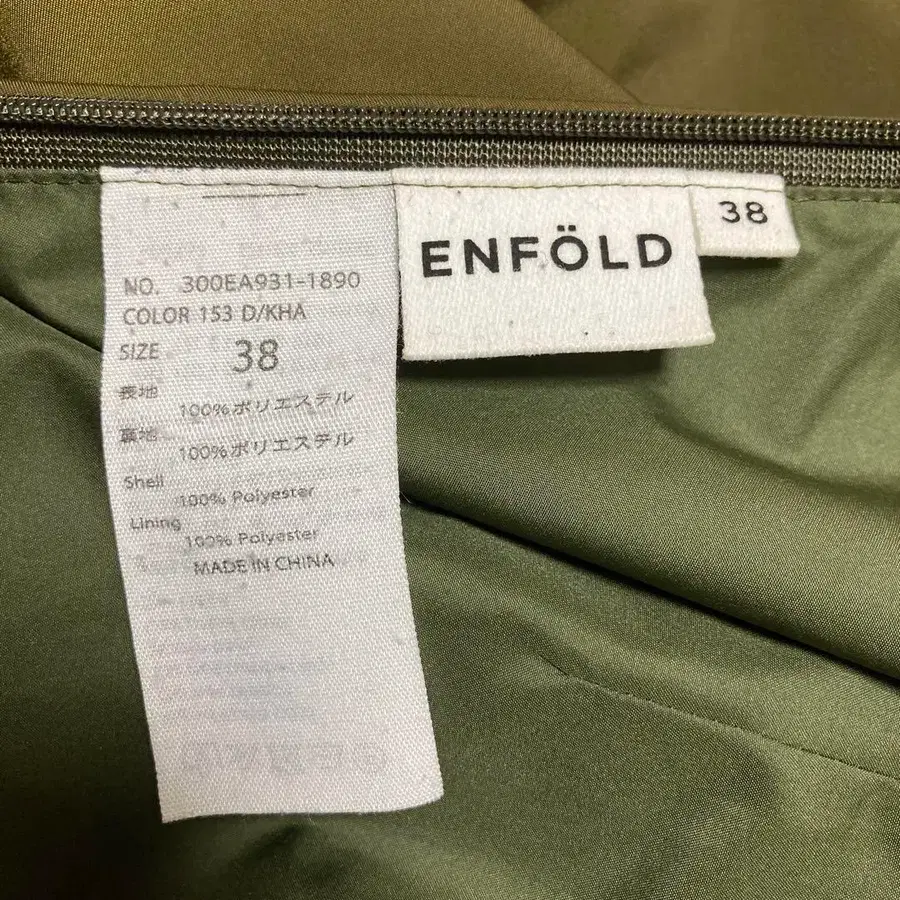 NO. 300EA931-1890
COLOR 153 D/KHA
SIZE 38
表地
100%ポリエステル
裏地
100%ポリエステル
Shell
100% Polyester
Lining
100% Polyester
MADE IN CHINA
ENFÖLD
38